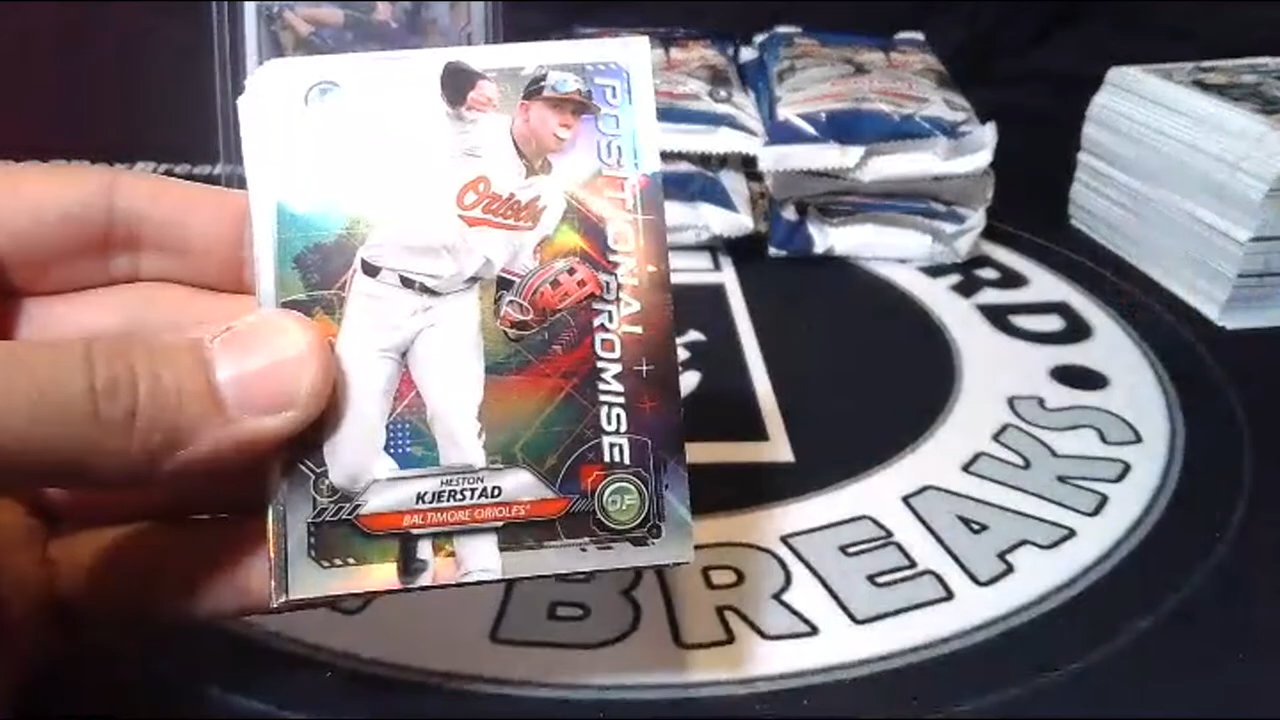 POSITIONAL PROMISE
Orioles
HESTON
KJERSTAD
BALTIMORE ORIOLES
OF
RD • BREAKS